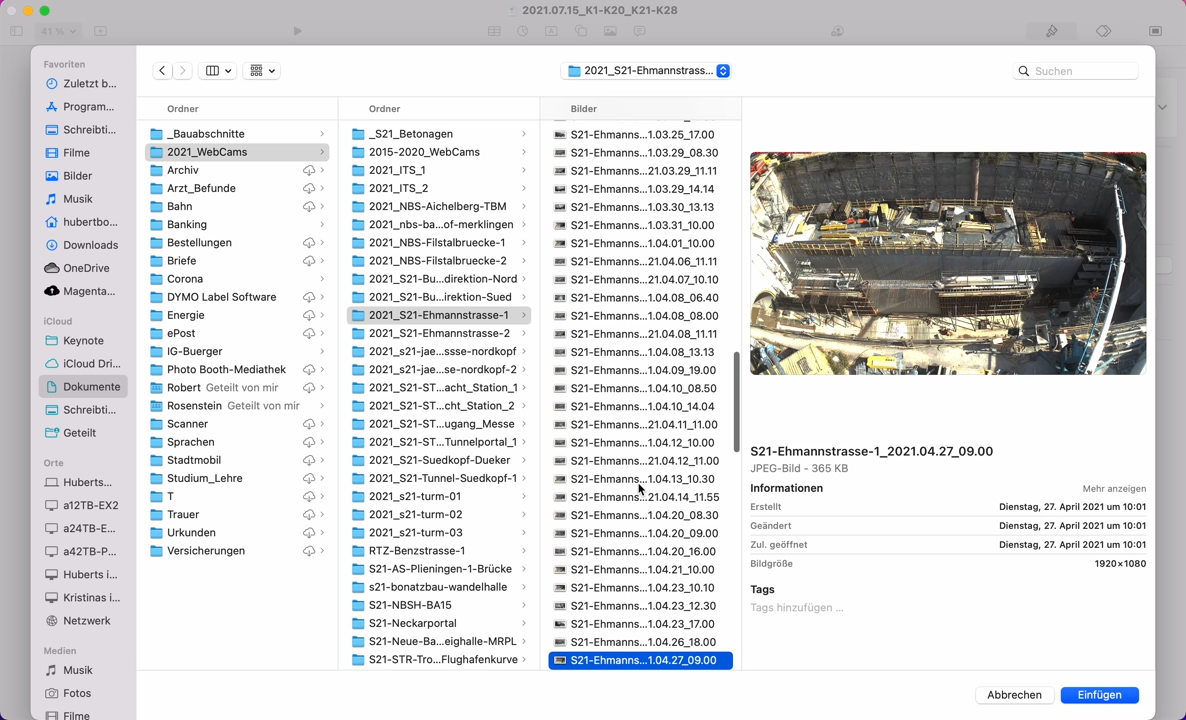 2021.07.15_K1-K20_K21-K28
41 %
2021_S21-Ehmannstrass...
Suchen
Favoriten
Zuletzt b...
Program...
Schreibti...
Filme
Bilder
Musik
hubertbo...
Downloads
OneDrive
Magenta...
iCloud
Keynote
iCloud Dri...
Dokumente
Schreibti...
Geteilt
Orte
Huberts...
a12TB-EX2
a24TB-E...
a42TB-P...
Huberts i...
Kristinas i...
Netzwerk
Medien
Musik
Fotos
Filme
Ordner
_Bauabschnitte
2021_WebCams
Archiv
Arzt_Befunde
Bahn
Banking
Bestellungen
Briefe
Corona
DYMO Label Software
Energie
ePost
IG-Buerger
Photo Booth-Mediathek
Robert Geteilt von mir
Rosenstein Geteilt von mir
Scanner
Sprachen
Stadtmobil
Studium_Lehre
T
Trauer
Urkunden
Versicherungen
Ordner
_S21_Betonagen
2015-2020_WebCams
2021_ITS_1
2021_ITS_2
2021_NBS-Aichelberg-TBM
2021_nbs-ba...of-merklingen
2021_NBS-Filstalbruecke-1
2021_NBS-Filstalbruecke-2
2021_S21-Bu...direktion-Nord
2021_S21-Bu...irektion-Sued
2021_S21-Ehmannstrasse-1
2021_S21-Ehmannstrasse-2
2021_s21-jae...ssse-nordkopf
2021_s21-jae...se-nordkopf-2
2021_S21-ST...acht_Station_1
2021_S21-ST...cht_Station_2
2021_S21-ST...ugang_Messe
2021_S21-ST...Tunnelportal_1
2021_S21-Suedkopf-Dueker
2021_S21-Tunnel-Suedkopf-1
2021_s21-turm-01
2021_s21-turm-02
2021_s21-turm-03
RTZ-Benzstrasse-1
S21-AS-Plieningen-1-Brücke
s21-bonatzbau-wandelhalle
S21-NBSH-BA15
S21-Neckarportal
S21-Neue-Ba...eighalle-MRPL
S21-STR-Tro...Flughafenkurve
Bilder
S21-Ehmanns...1.03.25_17.00
S21-Ehmanns...1.03.29_08.30
S21-Ehmanns...21.03.29_11.11
S21-Ehmanns...1.03.29_14.14
S21-Ehmanns...1.03.30_13.13
S21-Ehmanns...1.03.31_10.00
S21-Ehmanns...1.04.01_10.00
S21-Ehmanns...21.04.06_11.11
S21-Ehmanns...21.04.07_10.10
S21-Ehmanns...1.04.08_06.40
S21-Ehmanns...1.04.08_08.00
S21-Ehmanns...21.04.08_11.11
S21-Ehmanns...1.04.08_13.13
S21-Ehmanns...1.04.09_19.00
S21-Ehmanns...1.04.10_08.50
S21-Ehmanns...1.04.10_14.04
S21-Ehmanns...21.04.11_11.00
S21-Ehmanns...1.04.12_10.00
S21-Ehmanns...21.04.12_11.00
S21-Ehmanns...1.04.13_10.30
S21-Ehmanns...21.04.14_11.55
S21-Ehmanns...1.04.20_08.30
S21-Ehmanns...1.04.20_09.00
S21-Ehmanns...1.04.20_16.00
S21-Ehmanns...1.04.21_10.00
S21-Ehmanns...1.04.23_10.10
S21-Ehmanns...1.04.23_12.30
S21-Ehmanns...1.04.23_17.00
S21-Ehmanns...1.04.26_18.00
S21-Ehmanns...1.04.27_09.00
S21-Ehmannstrasse-1_2021.04.27_09.00
JPEG-Bild - 365 KB
Informationen Mehr anzeigen
Erstellt Dienstag, 27. April 2021 um 10:01
Geändert Dienstag, 27. April 2021 um 10:01
Zul. geöffnet Dienstag, 27. April 2021 um 10:01
Bildgröße 1920×1080
Tags
Tags hinzufügen ...
Abbrechen
Einfügen